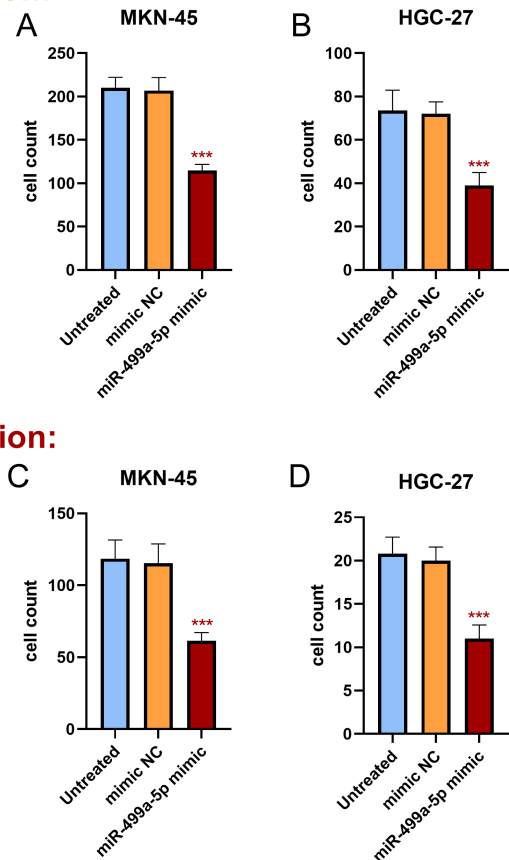 A
MKN-45
cell count
250
200
150
100
50
0
***
Untreated
mimic NC
miR-499a-5p mimic
B
HGC-27
cell count
100
80
60
40
20
0
***
Untreated
mimic NC
miR-499a-5p mimic
ion:
C
MKN-45
cell count
150
100
50
0
***
Untreated
mimic NC
miR-499a-5p mimic
D
HGC-27
cell count
25
20
15
10
5
0
***
Untreated
mimic NC
miR-499a-5p mimic